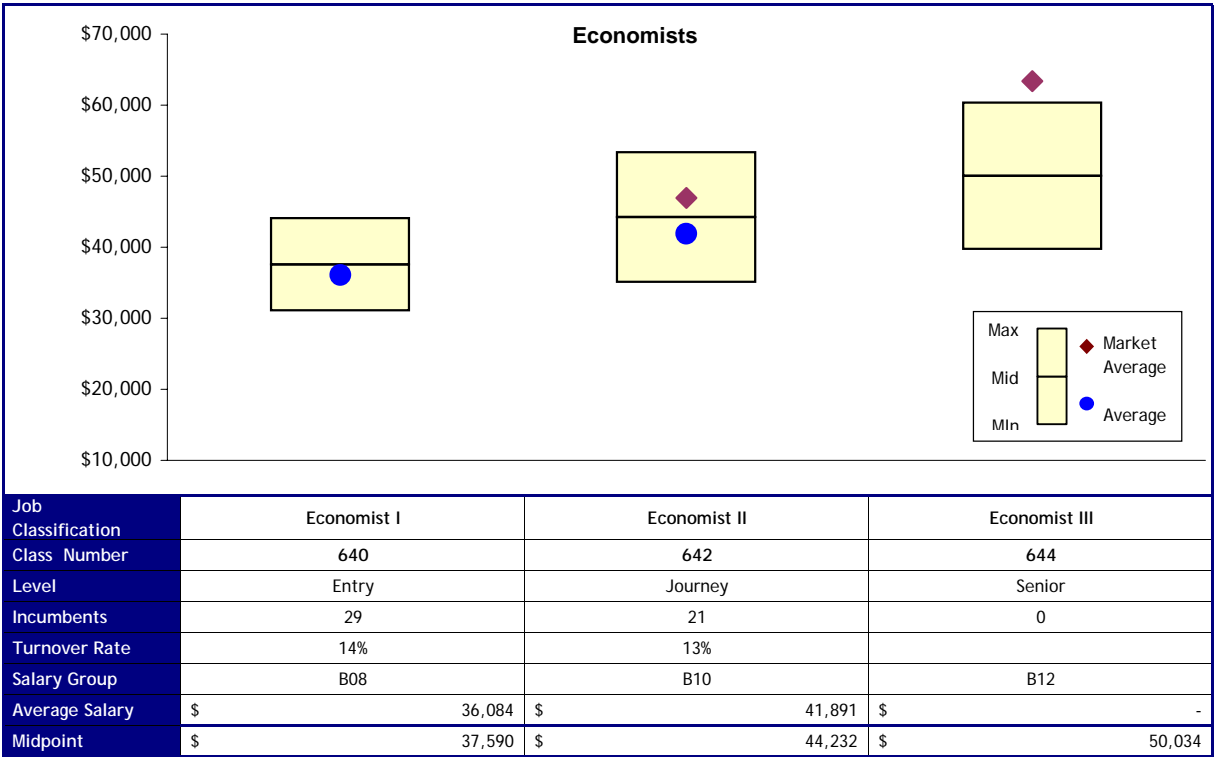 Economists
$70,000
$60,000
$50,000
$40,000
$30,000
$20,000
$10,000
Max
Mid
MIn
Market
Average
Average
Job
Classification Economist I Economist II Economist III
Class Number 640 642 644
Level Entry Journey Senior
Incumbents 29 21 0
Turnover Rate 14% 13%
Salary Group B08 B10 B12
Average Salary $ 36,084 $ 41,891 $ -
Midpoint $ 37,590 $ 44,232 $ 50,034